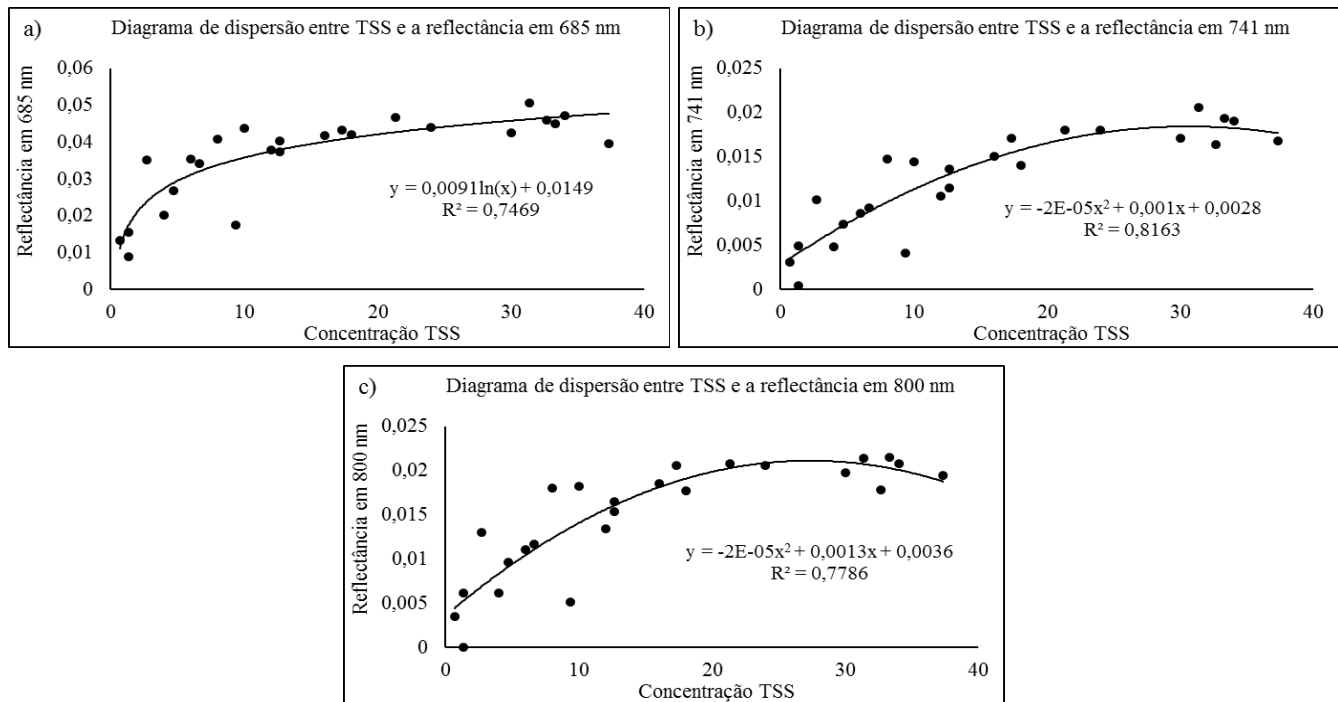 a) Diagrama de dispersão entre TSS e a reflectância em 685 nm
Reflectância em 685 nm
0,06
0,05
0,04
0,03
0,02
0,01
0
y = 0,0091ln(x) + 0,0149
R² = 0,7469
0 10 20 30 40
Concentração TSS
b) Diagrama de dispersão entre TSS e a reflectância em 741 nm
Reflectância em 741 nm
0,025
0,02
0,015
0,01
0,005
0
y = -2E-05x² + 0,001x + 0,0028
R² = 0,8163
0 10 20 30 40
Concentração TSS
c) Diagrama de dispersão entre TSS e a reflectância em 800 nm
Reflectância em 800 nm
0,025
0,02
0,015
0,01
0,005
0
y = -2E-05x² + 0,0013x + 0,0036
R² = 0,7786
0 10 20 30 40
Concentração TSS